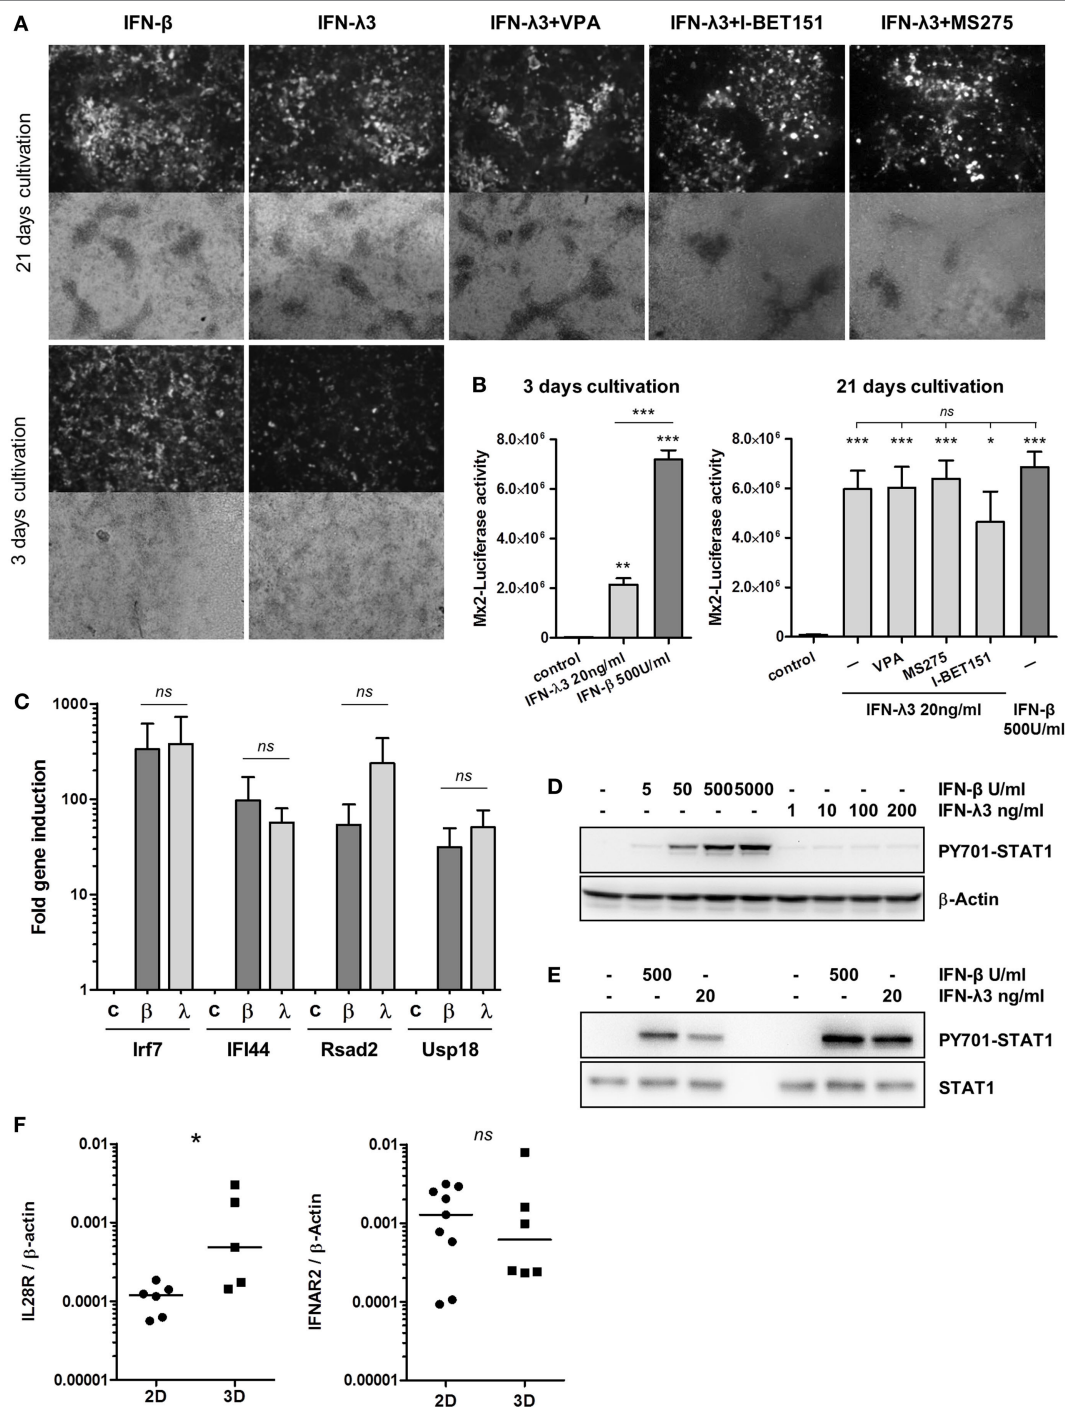 A
IFN-β
IFN-λ3
IFN-λ3+VPA
IFN-λ3+I-BET151
IFN-λ3+MS275
21 days cultivation
3 days cultivation
B
3 days cultivation
Mx2-Luciferase activity
8.0×10⁶
6.0×10⁶
4.0×10⁶
2.0×10⁶
0
***
**
***
control
IFN-λ3 20ng/ml
IFN-β 500U/ml
21 days cultivation
Mx2-Luciferase activity
8.0×10⁶
6.0×10⁶
4.0×10⁶
2.0×10⁶
0
ns
*** *** *** * ***
control
– VPA MS275 I-BET151 –
IFN-λ3 20ng/ml
IFN-β
500U/ml
C
Fold gene induction
1000
100
10
1
ns
ns
ns
ns
c β λ c β λ c β λ c β λ
Irf7 IFI44 Rsad2 Usp18
D
- 5 50 500 5000 - - - - IFN-β U/ml
- - - - - 1 10 100 200 IFN-λ3 ng/ml
PY701-STAT1
β-Actin
E
- 500 - - 500 - IFN-β U/ml
- - 20 - - 20 IFN-λ3 ng/ml
PY701-STAT1
STAT1
F
IL28R / β-actin
0.01
0.001
0.0001
0.00001
*
2D 3D
IFNAR2 / β-Actin
0.01
0.001
0.0001
0.00001
ns
2D 3D